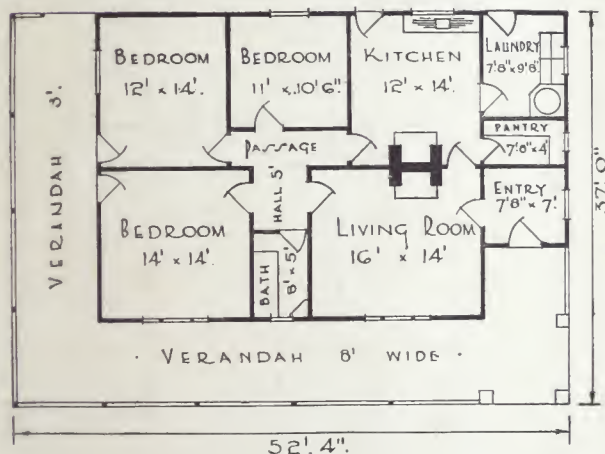 BEDROOM
12' x 14'.
BEDROOM
11' x 10'6".
KITCHEN
12' x 14'.
LAUNDRY
7'8" x 9'8".
PANTRY
7'8" x 4'
PASSAGE
ENTRY
7'8" x 7'.
HALL 5'
BEDROOM
14' x 14'.
LIVING ROOM
16' x 14'.
BATH
8' x 5'.
VERANDAH 8'.
· VERANDAH 8' WIDE ·
37'.0"
52'.4".